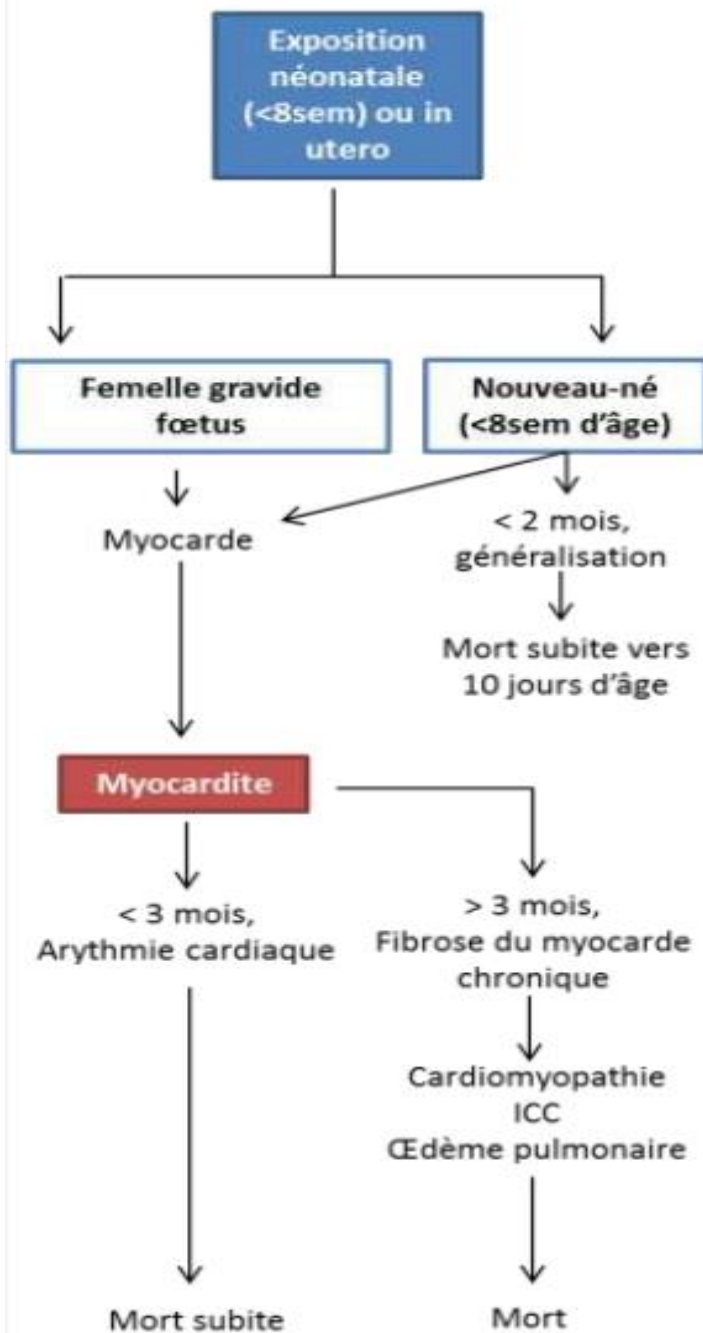 Exposition
néonatale
(<8sem) ou in
utero
Femelle gravide
fœtus
Nouveau-né
(<8sem d’âge)
Myocarde
< 2 mois,
généralisation
Mort subite vers
10 jours d’âge
Myocardite
< 3 mois,
Arythmie cardiaque
> 3 mois,
Fibrose du myocarde
chronique
Cardiomyopathie
ICC
Œdème pulmonaire
Mort subite
Mort